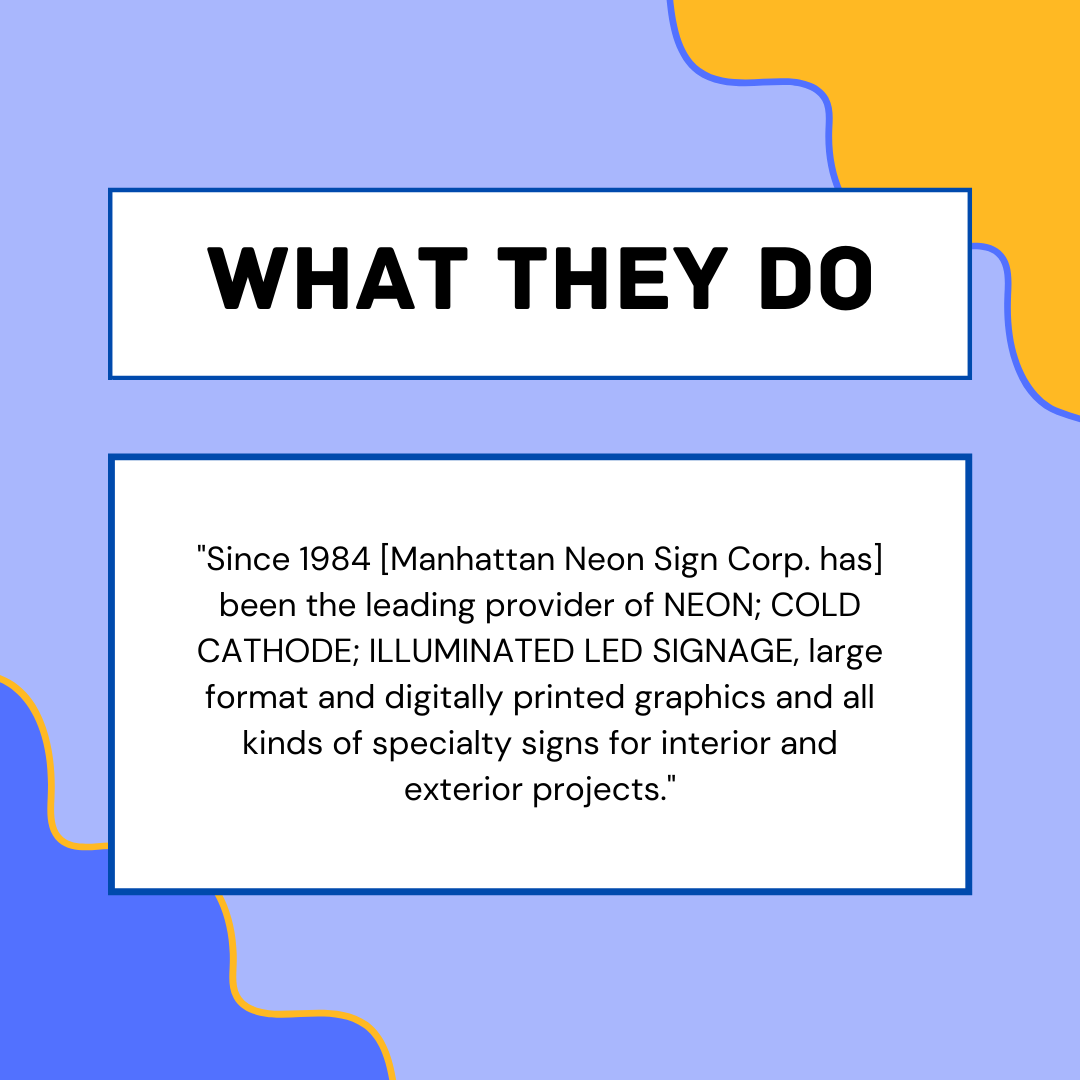 WHAT THEY DO
"Since 1984 [Manhattan Neon Sign Corp. has]
been the leading provider of NEON; COLD
CATHODE; ILLUMINATED LED SIGNAGE, large
format and digitally printed graphics and all
kinds of specialty signs for interior and
exterior projects."